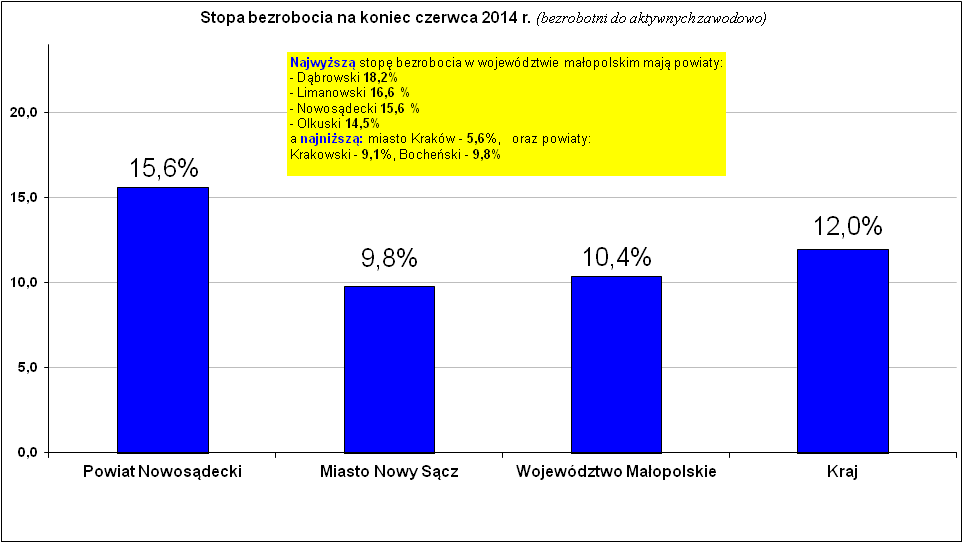 Stopa bezrobocia na koniec czerwca 2014 r. (bezrobotni do aktywnych zawodowo)
Najwyższą stopę bezrobocia w województwie małopolskim mają powiaty:
- Dąbrowski 18,2%
- Limanowski 16,6 %
- Nowosądecki 15,6 %
- Olkuski 14,5%
a najniższą: miasto Kraków - 5,6%, oraz powiaty:
Krakowski - 9,1%, Bocheński - 9,8%
20,0
15,0
10,0
5,0
0,0
15,6%
9,8%
10,4%
12,0%
Powiat Nowosądecki
Miasto Nowy Sącz
Województwo Małopolskie
Kraj